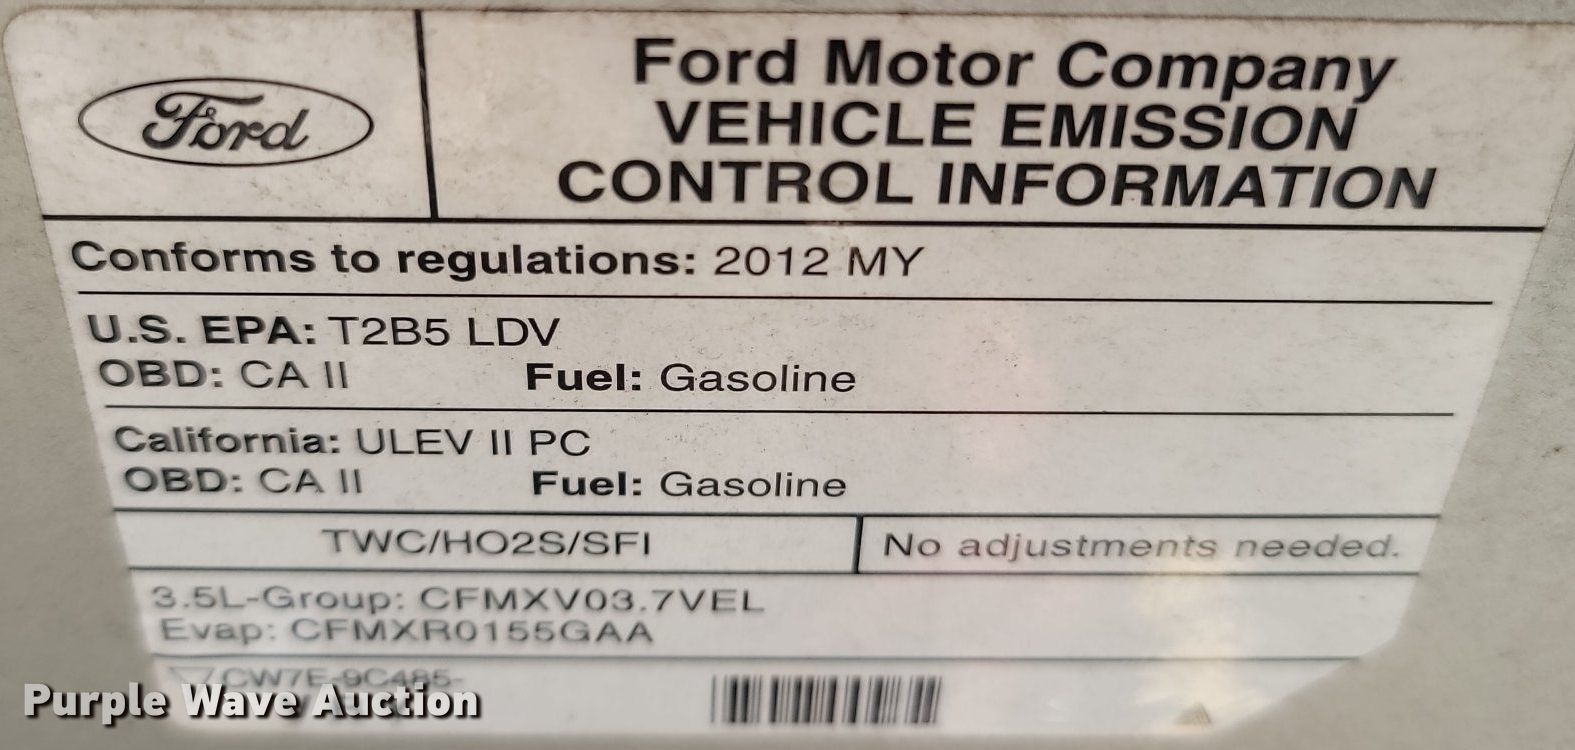 Ford
Ford Motor Company
VEHICLE EMISSION
CONTROL INFORMATION
Conforms to regulations: 2012 MY
U.S. EPA: T2B5 LDV
OBD: CA II Fuel: Gasoline
California: ULEV II PC
OBD: CA II Fuel: Gasoline
TWC/HO2S/SFI No adjustments needed.
3.5L-Group: CFMXV03.7VEL
Evap: CFMXR0155GAA
CW7E-9C485-
Purple Wave Auction